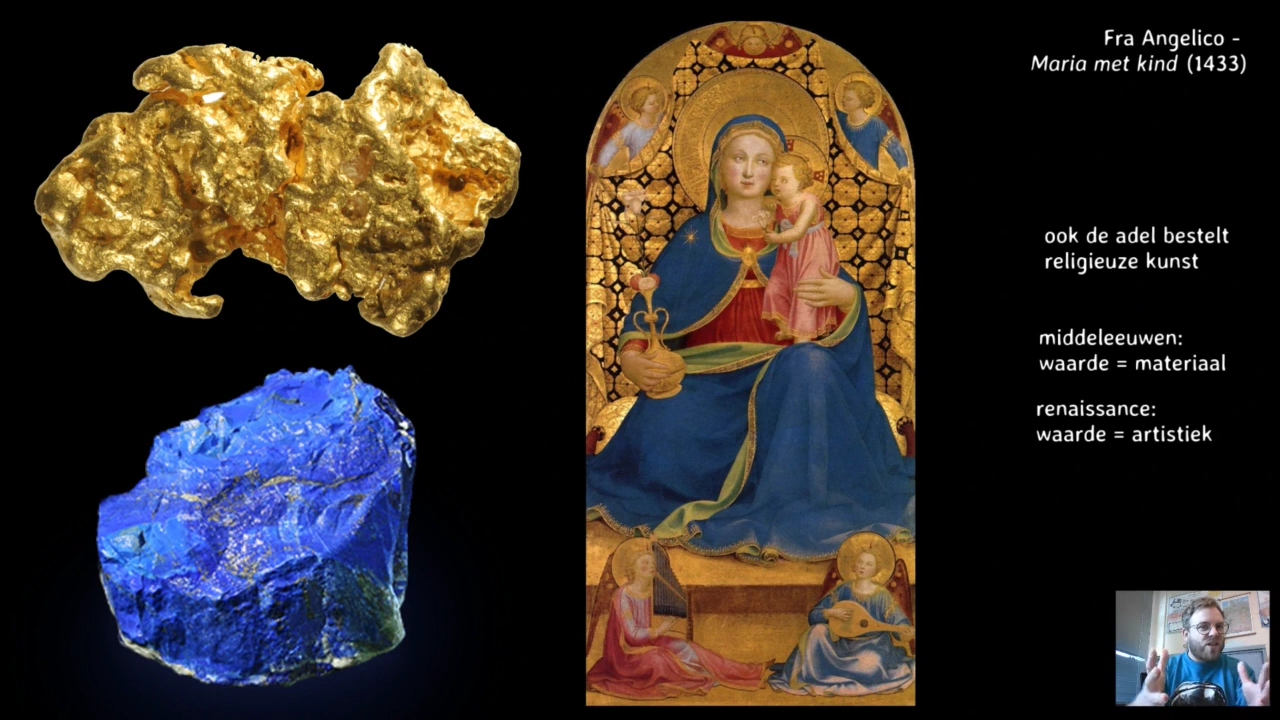 Fra Angelico -
Maria met kind (1433)
ook de adel bestelt
religieuze kunst
middeleeuwen:
waarde = materiaal
renaissance:
waarde = artistiek